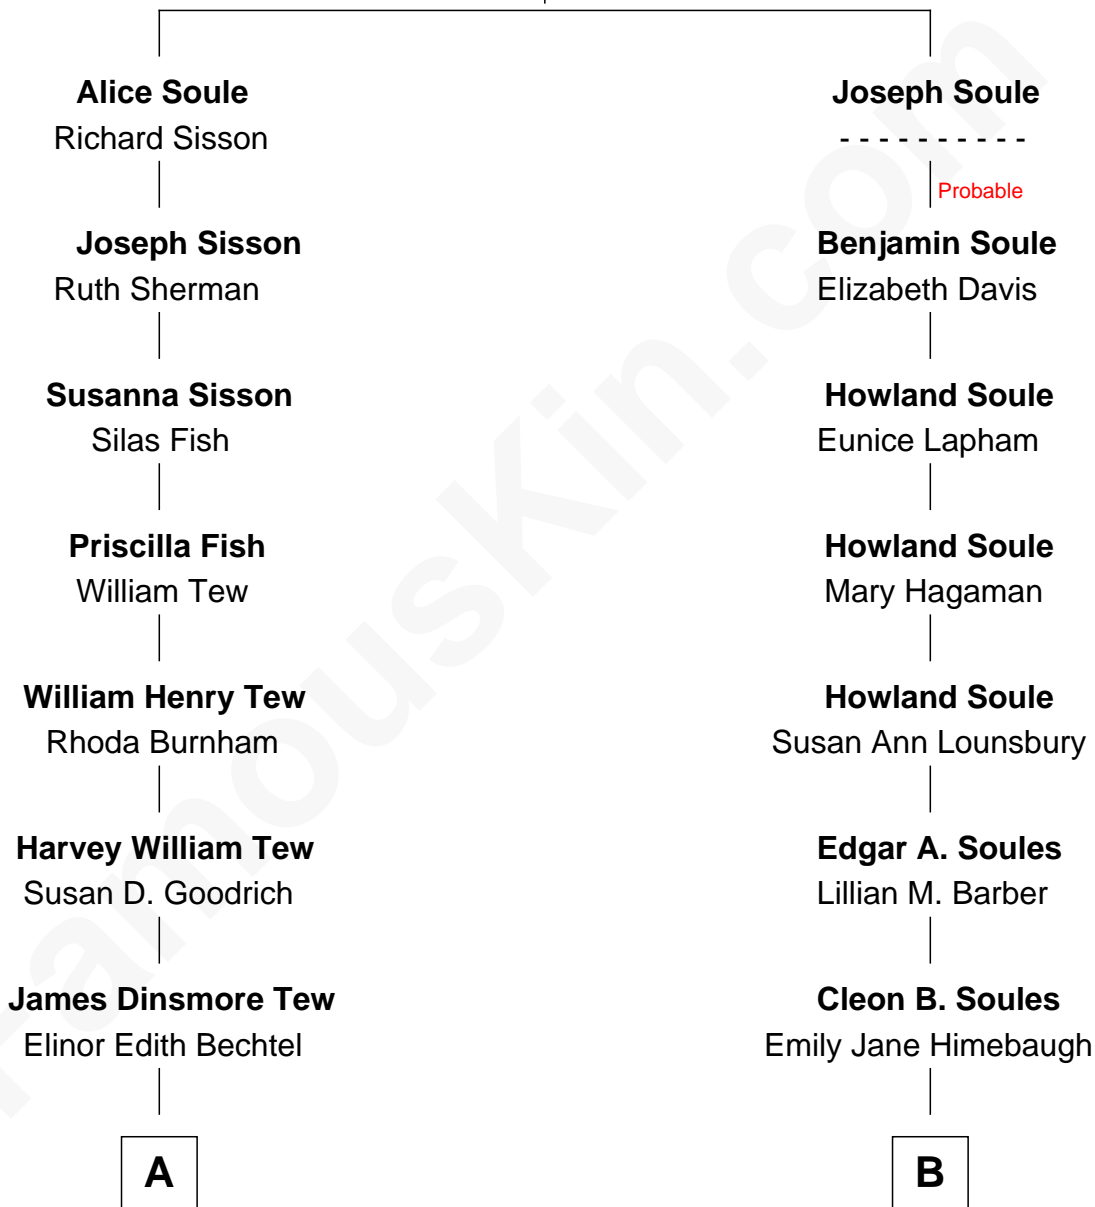 Alice Soule
Richard Sisson
Joseph Soule
- - - - - - - - - -
Probable
Joseph Sisson
Ruth Sherman
Benjamin Soule
Elizabeth Davis
Susanna Sisson
Silas Fish
Howland Soule
Eunice Lapham
Priscilla Fish
William Tew
Howland Soule
Mary Hagaman
William Henry Tew
Rhoda Burnham
Howland Soule
Susan Ann Lounsbury
Harvey William Tew
Susan D. Goodrich
Edgar A. Soules
Lillian M. Barber
James Dinsmore Tew
Elinor Edith Bechtel
Cleon B. Soules
Emily Jane Himebaugh
A
B
FamousKin.com